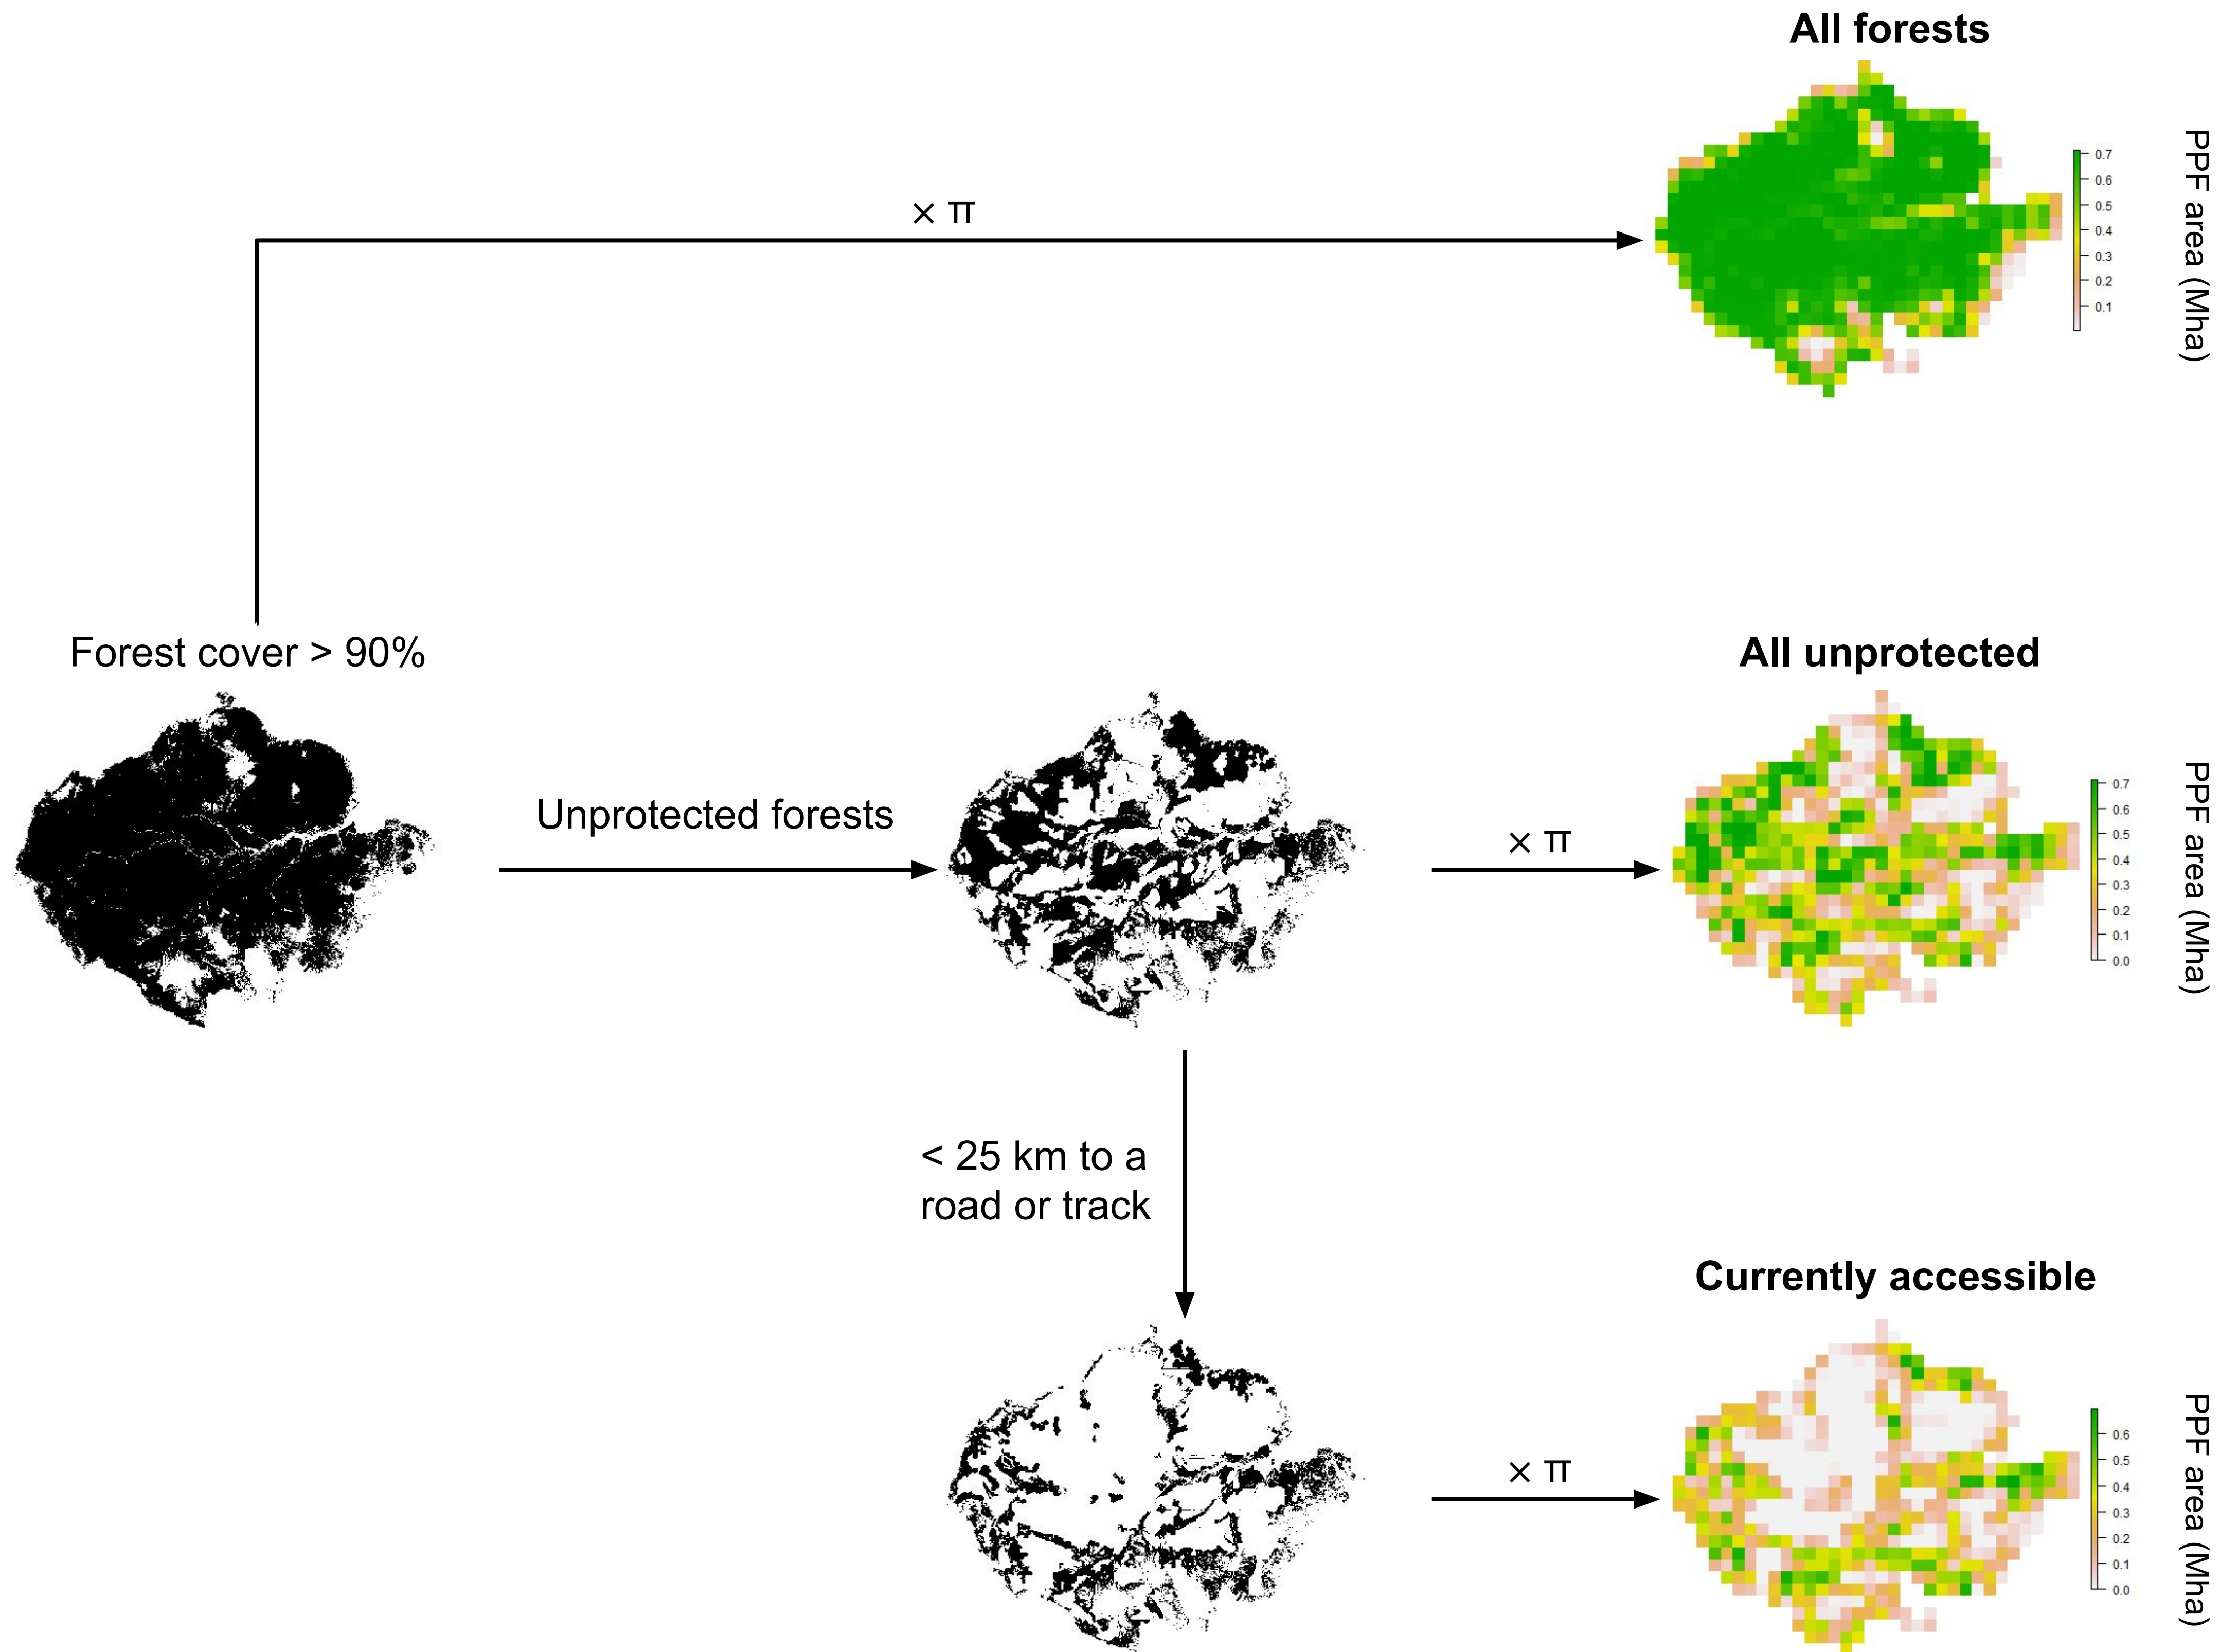 All forests
× π
0.7
0.6
0.5
0.4
0.3
0.2
0.1
PPF area (Mha)
Forest cover > 90%
Unprotected forests
× π
All unprotected
0.7
0.6
0.5
0.4
0.3
0.2
0.1
0.0
PPF area (Mha)
< 25 km to a
road or track
× π
Currently accessible
0.6
0.5
0.4
0.3
0.2
0.1
0.0
PPF area (Mha)